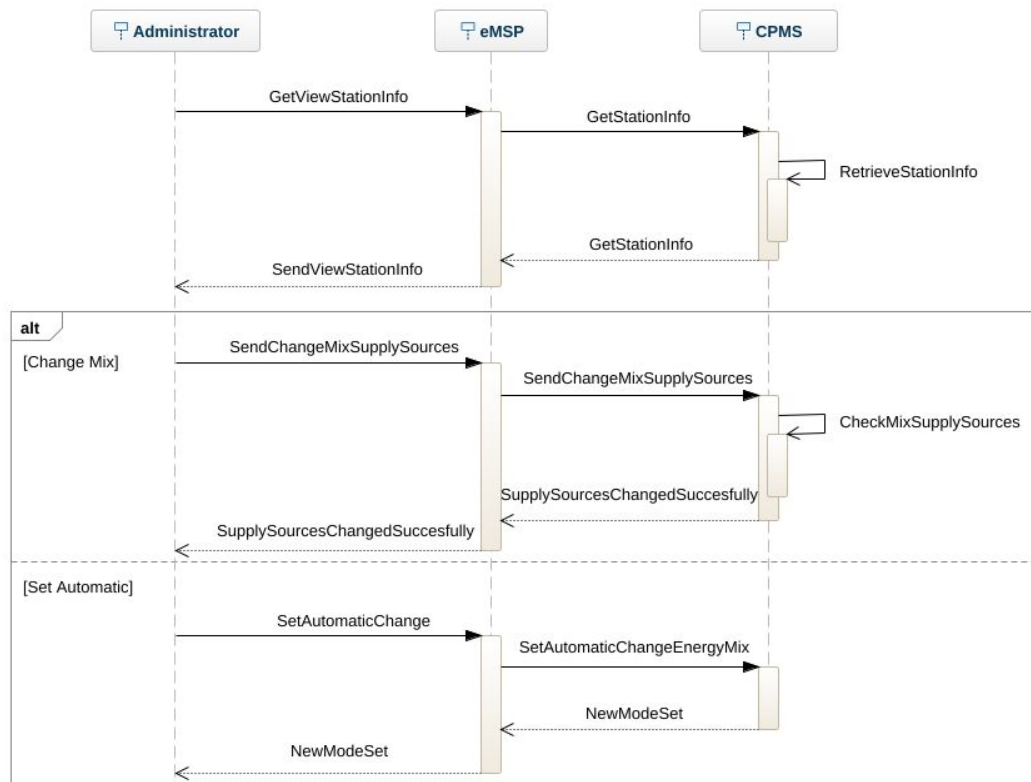 Administrator
eMSP
CPMS
GetViewStationInfo
GetStationInfo
RetrieveStationInfo
GetStationInfo
SendViewStationInfo
alt
[Change Mix]
SendChangeMixSupplySources
SendChangeMixSupplySources
CheckMixSupplySources
SupplySourcesChangedSuccesfully
SupplySourcesChangedSuccesfully
[Set Automatic]
SetAutomaticChange
SetAutomaticChangeEnergyMix
NewModeSet
NewModeSet